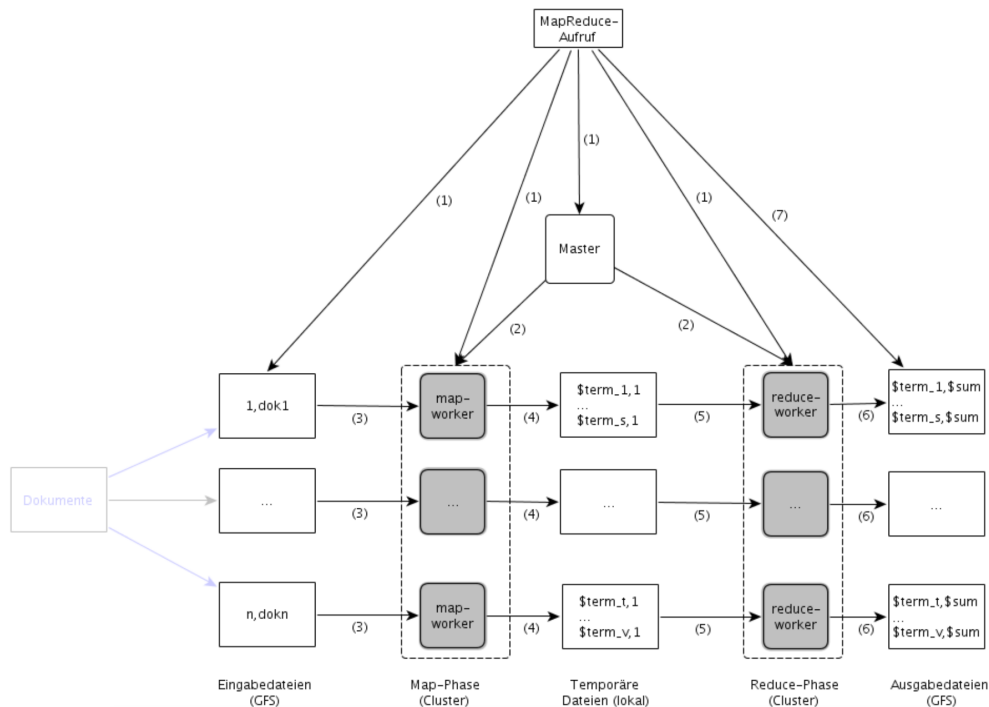 MapReduce-
Aufruf
(1)
(1)
(1)
(1)
(7)
Master
(2)
(2)
1,dok1
(3)
map-
worker
(4)
$term_1,1
...
$term_s,1
(5)
reduce-
worker
(6)
$term_1,$sum
...
$term_s,$sum
Dokumente
...
(3)
...
(4)
...
(5)
...
(6)
...
n,dokn
(3)
map-
worker
(4)
$term_t,1
...
$term_v,1
(5)
reduce-
worker
(6)
$term_t,$sum
...
$term_v,$sum
Eingabedateien
(GFS)
Map-Phase
(Cluster)
Temporäre
Dateien (lokal)
Reduce-Phase
(Cluster)
Ausgabedateien
(GFS)